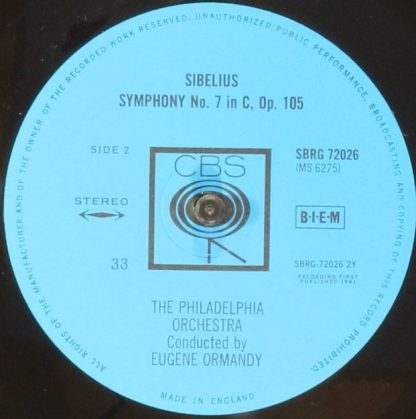 ALL RIGHTS OF THE MANUFACTURER AND OF THE OWNER OF THE RECORDED WORK RESERVED. UNAUTHORIZED PUBLIC PERFORMANCE, BROADCASTING AND COPYING OF THIS RECORD PROHIBITED.
SIBELIUS
SYMPHONY No. 7 in C, Op. 105
SIDE 2
CBS
SBRG 72026
(MS 6275)
STEREO
B·I·E·M
33
SBRG-72026 2Y
RECORDING FIRST
PUBLISHED 1961
THE PHILADELPHIA
ORCHESTRA
Conducted by
EUGENE ORMANDY
MADE IN ENGLAND